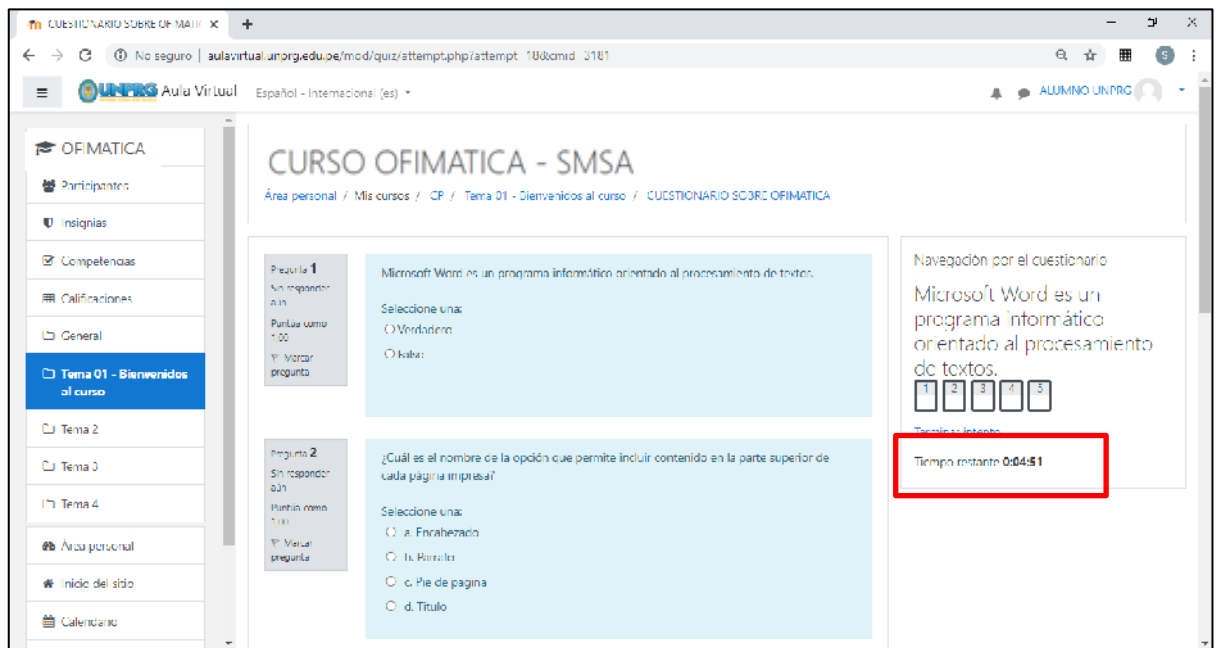 CUESTIONARIO SOBRE OFIMATIC
No seguro | aulavirtual.unprg.edu.pe/mod/quiz/attempt.php?attempt=18&cmid=3181
S
UNPRG Aula Virtual
Español - Internacional (es)
ALUMNO UNPRG
OFIMATICA
Participantes
Insignias
Competencias
Calificaciones
General
Tema 01 - Bienvenidos
al curso
Tema 2
Tema 3
Tema 4
Área personal
Inicio del sitio
Calendario
CURSO OFIMATICA - SMSA
Área personal / Mis cursos / CP / Tema 01 - Bienvenidos al curso / CUESTIONARIO SOBRE OFIMATICA
Pregunta 1
Sin responder
aún
Puntúa como
1,00
Marcar
pregunta
Microsoft Word es un programa informático orientado al procesamiento de textos.
Seleccione una:
Verdadero
Falso
Pregunta 2
Sin responder
aún
Puntúa como
1,00
Marcar
pregunta
¿Cuál es el nombre de la opción que permite incluir contenido en la parte superior de
cada página impresa?
Seleccione una:
a. Encabezado
b. Parrafo
c. Pie de pagina
d. Titulo
Navegación por el cuestionario
Microsoft Word es un
programa informático
orientado al procesamiento
de textos.
1 2 3 4 5
Terminar intento...
Tiempo restante 0:04:51